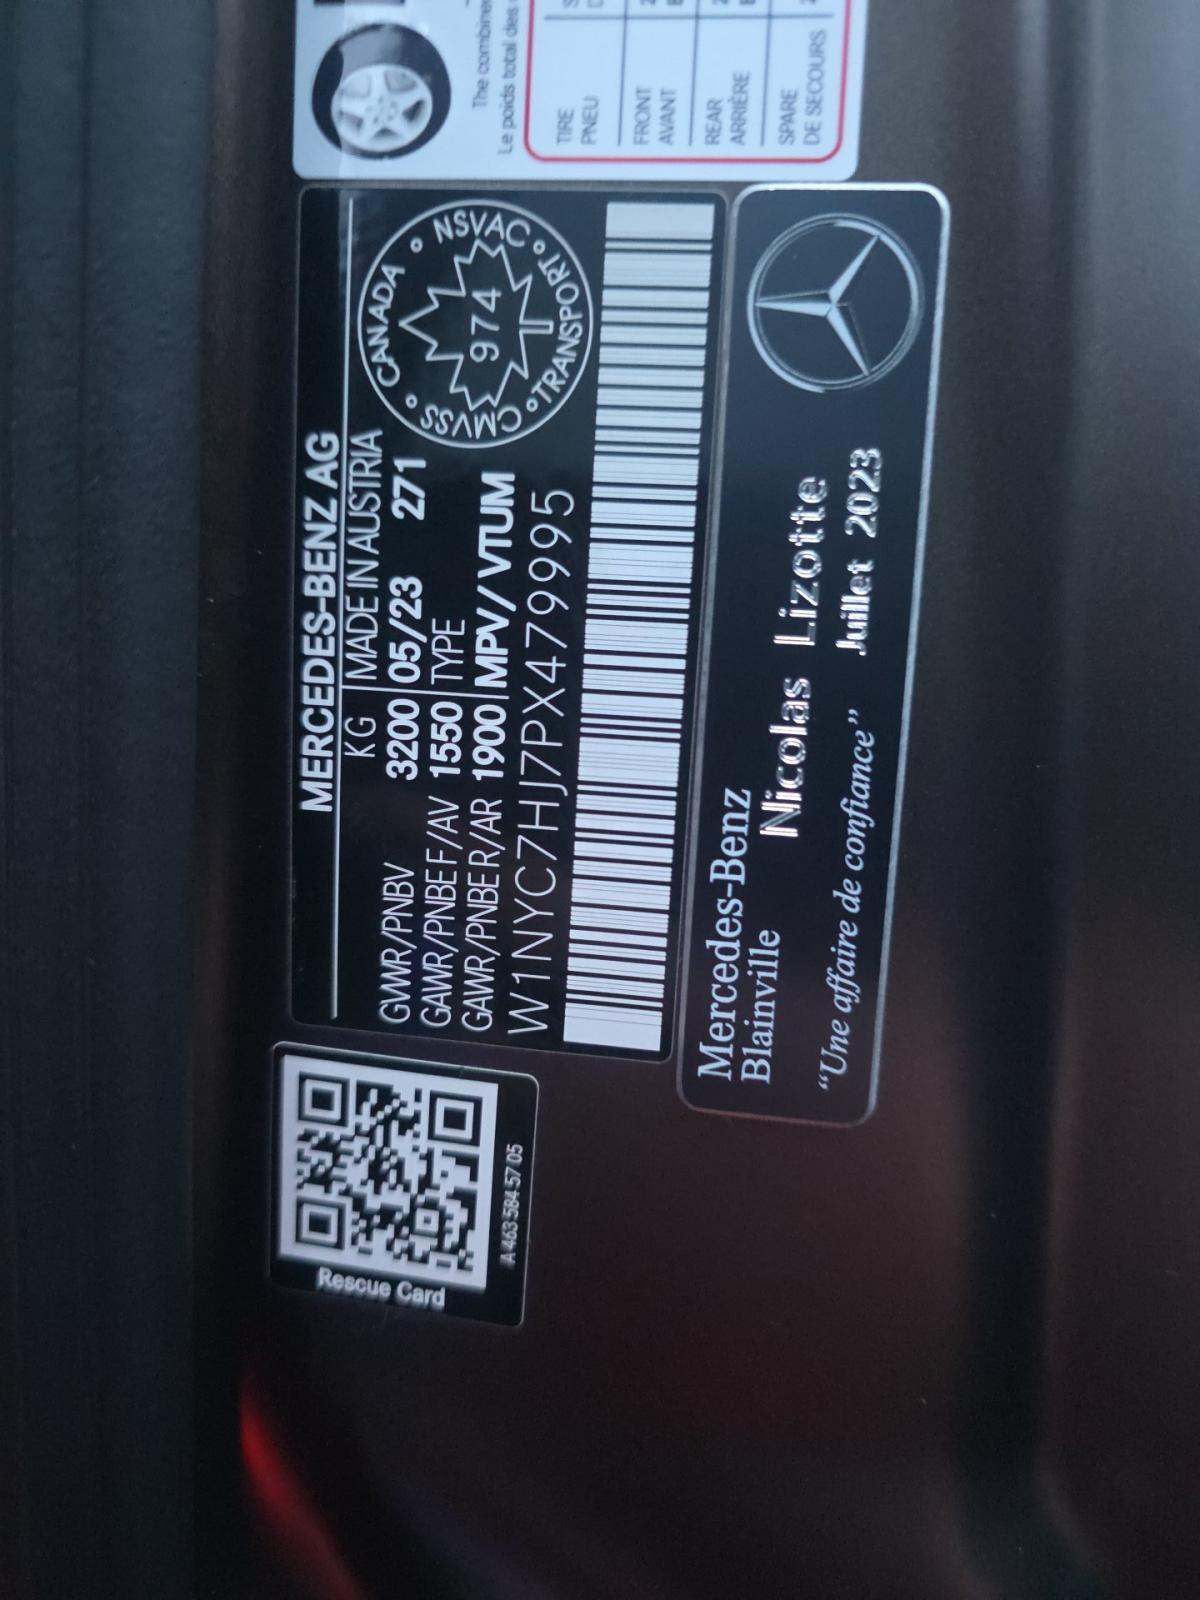 The combine
Le poids total des
TIRE
PNEU
FRONT
AVANT
REAR
ARRIÈRE
SPARE
DE SECOURS
MERCEDES-BENZ AG
KG MADE IN AUSTRIA
GVWR/PNBV 3200 05/23 271
GAWR/PNBE F/AV 1550 TYPE
GAWR/PNBE R/AR 1900 MPV/VTUM
W1NYC7HJ7PX479995
CANADA
NSVAC
TRANSPORT
CMVSS
974
Mercedes-Benz
Blainville
Nicolas Lizotte
Juillet 2023
“Une affaire de confiance”
Rescue Card
A 463 584 57 05